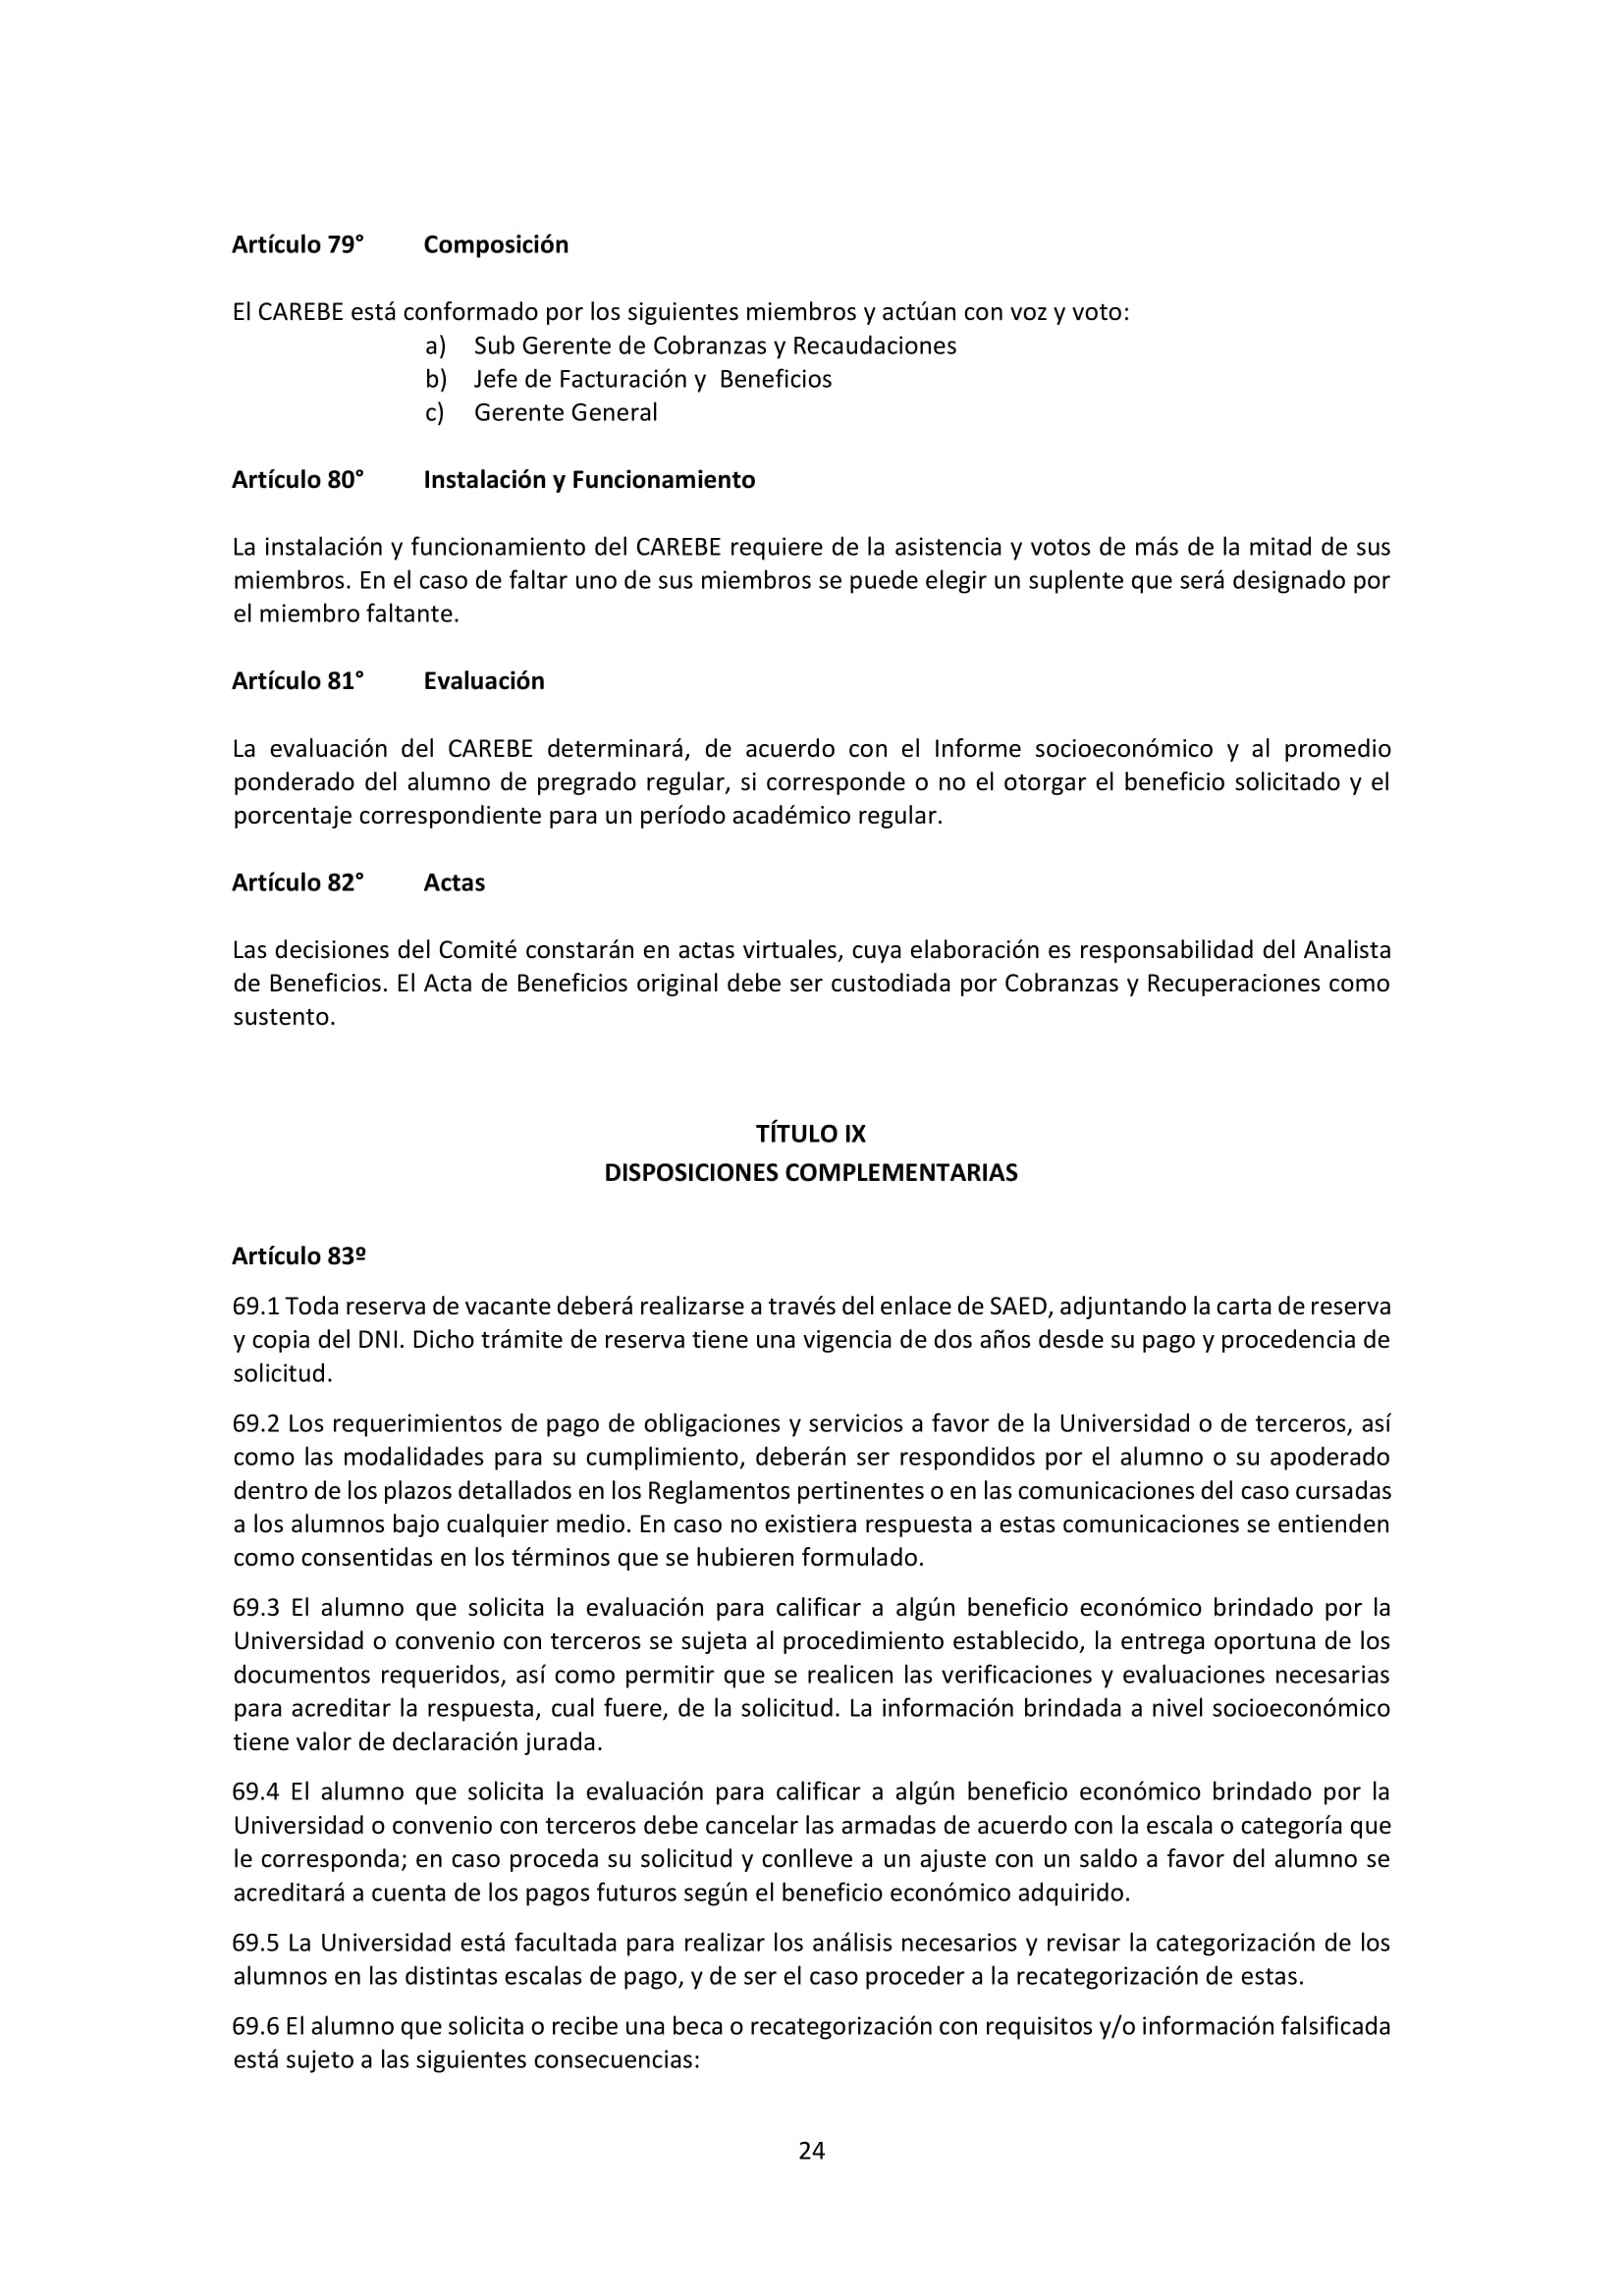 Artículo 79° Composición
El CAREBE está conformado por los siguientes miembros y actúan con voz y voto:
a) Sub Gerente de Cobranzas y Recaudaciones
b) Jefe de Facturación y Beneficios
c) Gerente General
Artículo 80° Instalación y Funcionamiento
La instalación y funcionamiento del CAREBE requiere de la asistencia y votos de más de la mitad de sus
miembros. En el caso de faltar uno de sus miembros se puede elegir un suplente que será designado por
el miembro faltante.
Artículo 81° Evaluación
La evaluación del CAREBE determinará, de acuerdo con el Informe socioeconómico y al promedio
ponderado del alumno de pregrado regular, si corresponde o no el otorgar el beneficio solicitado y el
porcentaje correspondiente para un período académico regular.
Artículo 82° Actas
Las decisiones del Comité constarán en actas virtuales, cuya elaboración es responsabilidad del Analista
de Beneficios. El Acta de Beneficios original debe ser custodiada por Cobranzas y Recuperaciones como
sustento.
TÍTULO IX
DISPOSICIONES COMPLEMENTARIAS
Artículo 83º
69.1 Toda reserva de vacante deberá realizarse a través del enlace de SAED, adjuntando la carta de reserva
y copia del DNI. Dicho trámite de reserva tiene una vigencia de dos años desde su pago y procedencia de
solicitud.
69.2 Los requerimientos de pago de obligaciones y servicios a favor de la Universidad o de terceros, así
como las modalidades para su cumplimiento, deberán ser respondidos por el alumno o su apoderado
dentro de los plazos detallados en los Reglamentos pertinentes o en las comunicaciones del caso cursadas
a los alumnos bajo cualquier medio. En caso no existiera respuesta a estas comunicaciones se entienden
como consentidas en los términos que se hubieren formulado.
69.3 El alumno que solicita la evaluación para calificar a algún beneficio económico brindado por la
Universidad o convenio con terceros se sujeta al procedimiento establecido, la entrega oportuna de los
documentos requeridos, así como permitir que se realicen las verificaciones y evaluaciones necesarias
para acreditar la respuesta, cual fuere, de la solicitud. La información brindada a nivel socioeconómico
tiene valor de declaración jurada.
69.4 El alumno que solicita la evaluación para calificar a algún beneficio económico brindado por la
Universidad o convenio con terceros debe cancelar las armadas de acuerdo con la escala o categoría que
le corresponda; en caso proceda su solicitud y conlleve a un ajuste con un saldo a favor del alumno se
acreditará a cuenta de los pagos futuros según el beneficio económico adquirido.
69.5 La Universidad está facultada para realizar los análisis necesarios y revisar la categorización de los
alumnos en las distintas escalas de pago, y de ser el caso proceder a la recategorización de estas.
69.6 El alumno que solicita o recibe una beca o recategorización con requisitos y/o información falsificada
está sujeto a las siguientes consecuencias:
24